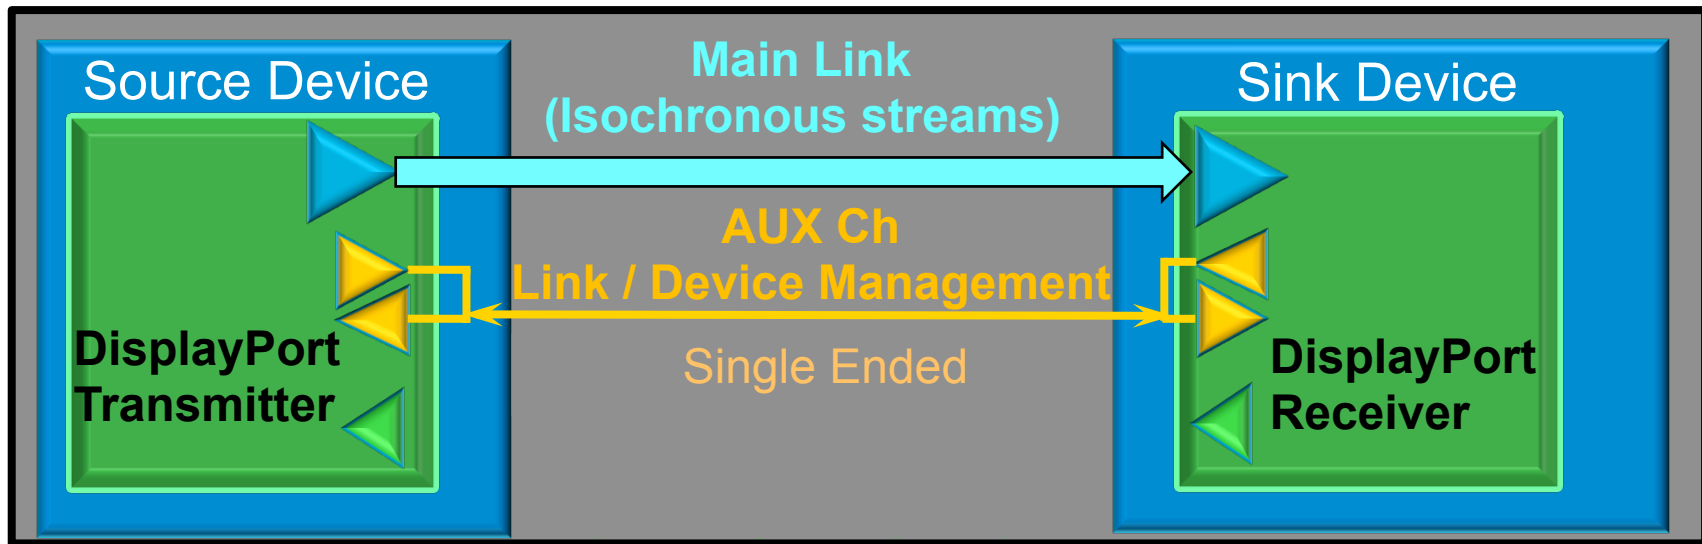 Source Device
Main Link
(Isochronous streams)
Sink Device
AUX Ch
Link / Device Management
Single Ended
DisplayPort
Transmitter
DisplayPort
Receiver